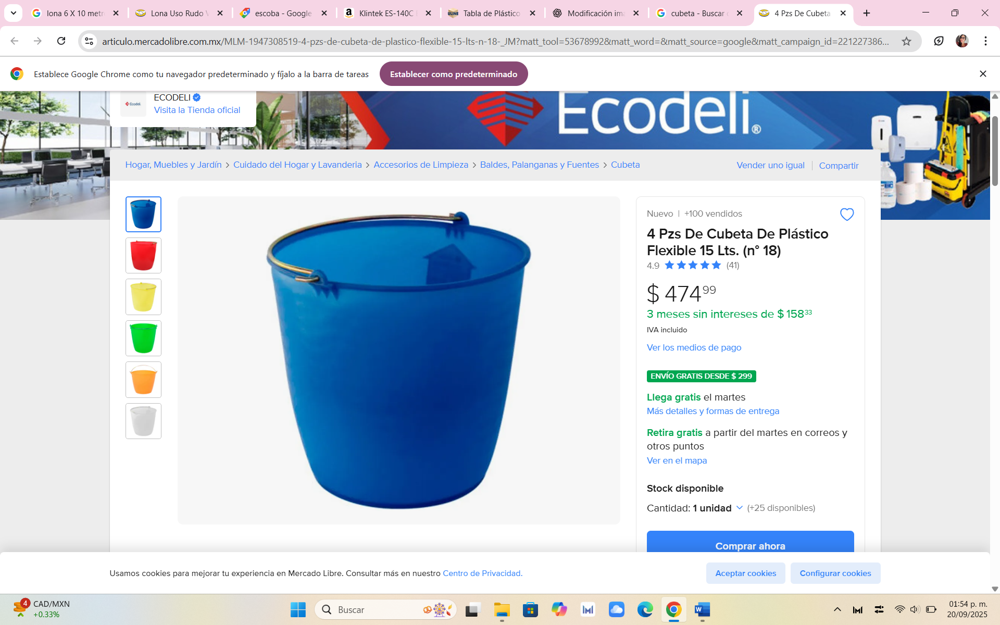 lona 6 X 10 metr
Lona Uso Rudo V
escoba - Google
Klintek ES-140C
Tabla de Plástico
Modificación ima
cubeta - Buscar c
4 Pzs De Cubeta
articulo.mercadolibre.com.mx/MLM-1947308519-4-pzs-de-cubeta-de-plastico-flexible-15-lts-n-18-_JM?matt_tool=53678992&matt_word=&matt_source=google&matt_campaign_id=221227386...
Establece Google Chrome como tu navegador predeterminado y fíjalo a la barra de tareas
Establecer como predeterminado
Ecodeli
ECODELI
Visita la Tienda oficial
Ecodeli®
Hogar, Muebles y Jardín > Cuidado del Hogar y Lavanderia > Accesorios de Limpieza > Baldes, Palanganas y Fuentes > Cubeta
Vender uno igual | Compartir
Nuevo | +100 vendidos
4 Pzs De Cubeta De Plástico
Flexible 15 Lts. (n° 18)
4.9 (41)
$ 474 99
3 meses sin intereses de $ 158 33
IVA incluido
Ver los medios de pago
ENVÍO GRATIS DESDE $ 299
Llega gratis el martes
Más detalles y formas de entrega
Retira gratis a partir del martes en correos y
otros puntos
Ver en el mapa
Stock disponible
Cantidad: 1 unidad (+25 disponibles)
Comprar ahora
Usamos cookies para mejorar tu experiencia en Mercado Libre. Consultar más en nuestro Centro de Privacidad.
Aceptar cookies
Configurar cookies
4
CAD/MXN
+0.33%
Buscar
01:54 p. m.
20/09/2025